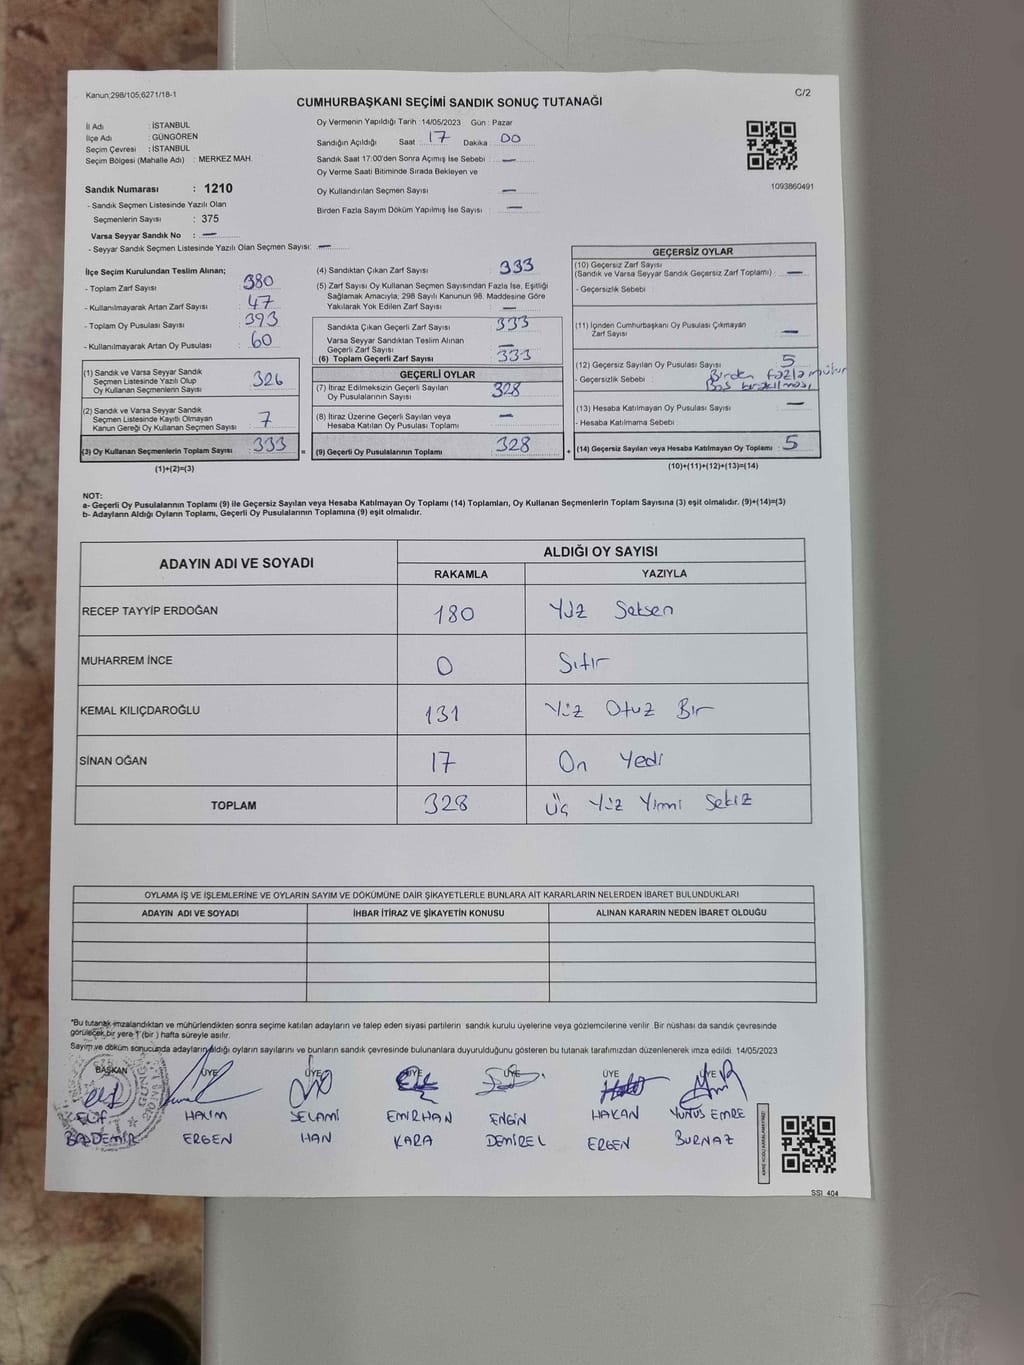 Kanun:298/105;6271/18-1
C/2
CUMHURBAŞKANI SEÇİMİ SANDIK SONUÇ TUTANAĞI
İl Adı : İSTANBUL
İlçe Adı : GÜNGÖREN
Seçim Çevresi : İSTANBUL
Seçim Bölgesi (Mahalle Adı) : MERKEZ MAH.
Oy Vermenin Yapıldığı Tarih : 14/05/2023 Gün : Pazar
Sandığın Açıldığı Saat 17 Dakika 00
Sandık Saat 17:00'den Sonra Açımış İse Sebebi : —
Oy Verme Saati Bitiminde Sırada Bekleyen ve
Oy Kullandırılan Seçmen Sayısı : —
Birden Fazla Sayım Döküm Yapılmış İse Sayısı : —
1093860491
Sandık Numarası : 1210
- Sandık Seçmen Listesinde Yazılı Olan
Seçmenlerin Sayısı : 375
Varsa Seyyar Sandık No : —
- Seyyar Sandık Seçmen Listesinde Yazılı Olan Seçmen Sayısı: —
İlçe Seçim Kurulundan Teslim Alınan;
- Toplam Zarf Sayısı : 380
- Kullanılmayarak Artan Zarf Sayısı : 47
- Toplam Oy Pusulası Sayısı : 393
- Kullanılmayarak Artan Oy Pusulası : 60
(1) Sandık ve Varsa Seyyar Sandık
Seçmen Listesinde Yazılı Olup
Oy Kullanan Seçmenlerin Sayısı 326
(2) Sandık ve Varsa Seyyar Sandık
Seçmen Listesinde Kayıtlı Olmayan
Kanun Gereği Oy Kullanan Seçmen Sayısı 7
(3) Oy Kullanan Seçmenlerin Toplam Sayısı 333
(1)+(2)=(3)
(4) Sandıktan Çıkan Zarf Sayısı : 333
(5) Zarf Sayısı Oy Kullanan Seçmen Sayısından Fazla İse, Eşitliği
Sağlamak Amacıyla; 298 Sayılı Kanunun 98. Maddesine Göre
Yakılarak Yok Edilen Zarf Sayısı : —
Sandıkta Çıkan Geçerli Zarf Sayısı 333
Varsa Seyyar Sandıktan Teslim Alınan
Geçerli Zarf Sayısı —
(6) Toplam Geçerli Zarf Sayısı 333
GEÇERLİ OYLAR
(7) İtiraz Edilmeksizin Geçerli Sayılan
Oy Pusulalarının Sayısı 328
(8) İtiraz Üzerine Geçerli Sayılan veya
Hesaba Katılan Oy Pusulası Toplamı —
(9) Geçerli Oy Pusulalarının Toplamı 328
GEÇERSİZ OYLAR
(10) Geçersiz Zarf Sayısı
(Sandık ve Varsa Seyyar Sandık Geçersiz Zarf Toplamı) : —
- Geçersizlik Sebebi :
(11) İçinden Cumhurbaşkanı Oy Pusulası Çıkmayan
Zarf Sayısı : —
(12) Geçersiz Sayılan Oy Pusulası Sayısı : 5
- Geçersizlik Sebebi : Birden fazla mühür
Boş bırakılması
(13) Hesaba Katılmayan Oy Pusulası Sayısı : —
- Hesaba Katılmama Sebebi :
(14) Geçersiz Sayılan veya Hesaba Katılmayan Oy Toplamı : 5
(10)+(11)+(12)+(13)=(14)
NOT:
a- Geçerli Oy Pusulalarının Toplamı (9) ile Geçersiz Sayılan veya Hesaba Katılmayan Oy Toplamı (14) Toplamları, Oy Kullanan Seçmenlerin Toplam Sayısına (3) eşit olmalıdır. (9)+(14)=(3)
b- Adayların Aldığı Oyların Toplamı, Geçerli Oy Pusulalarının Toplamına (9) eşit olmalıdır.
ADAYIN ADI VE SOYADI ALDIĞI OY SAYISI
RAKAMLA YAZIYLA
RECEP TAYYİP ERDOĞAN 180 Yüz Seksen
MUHARREM İNCE 0 Sıfır
KEMAL KILIÇDAROĞLU 131 Yüz Otuz Bir
SİNAN OĞAN 17 On Yedi
TOPLAM 328 Üç Yüz Yirmi Sekiz
OYLAMA İŞ VE İŞLEMLERİNE VE OYLARIN SAYIM VE DÖKÜMÜNE DAİR ŞİKAYETLERLE BUNLARA AİT KARARLARIN NELERDEN İBARET BULUNDUKLARI
ADAYIN ADI VE SOYADI İHBAR İTİRAZ VE ŞİKAYETİN KONUSU ALINAN KARARIN NEDEN İBARET OLDUĞU
*Bu tutanak imzalandıktan ve mühürlendikten sonra seçime katılan adayların ve talep eden siyasi partilerin sandık kurulu üyelerine veya gözlemcilerine verilir. Bir nüshası da sandık çevresinde
görülecek bir yere 1 (bir) hafta süreyle asılır.
Sayım ve döküm sonucunda adayların aldığı oyların sayılarını ve bunların sandık çevresinde bulunanlara duyurulduğunu gösteren bu tutanak tarafımızdan düzenlenerek imza edildi. 14/05/2023
BAŞKAN ÜYE ÜYE ÜYE ÜYE ÜYE ÜYE
ELİF HALİM SELAMİ EMİRHAN ENGİN HAKAN YUNUS EMRE
BALDEMİR ERGEN HAN KARA DEMİREL ERGEN BURNAZ
SSI_404